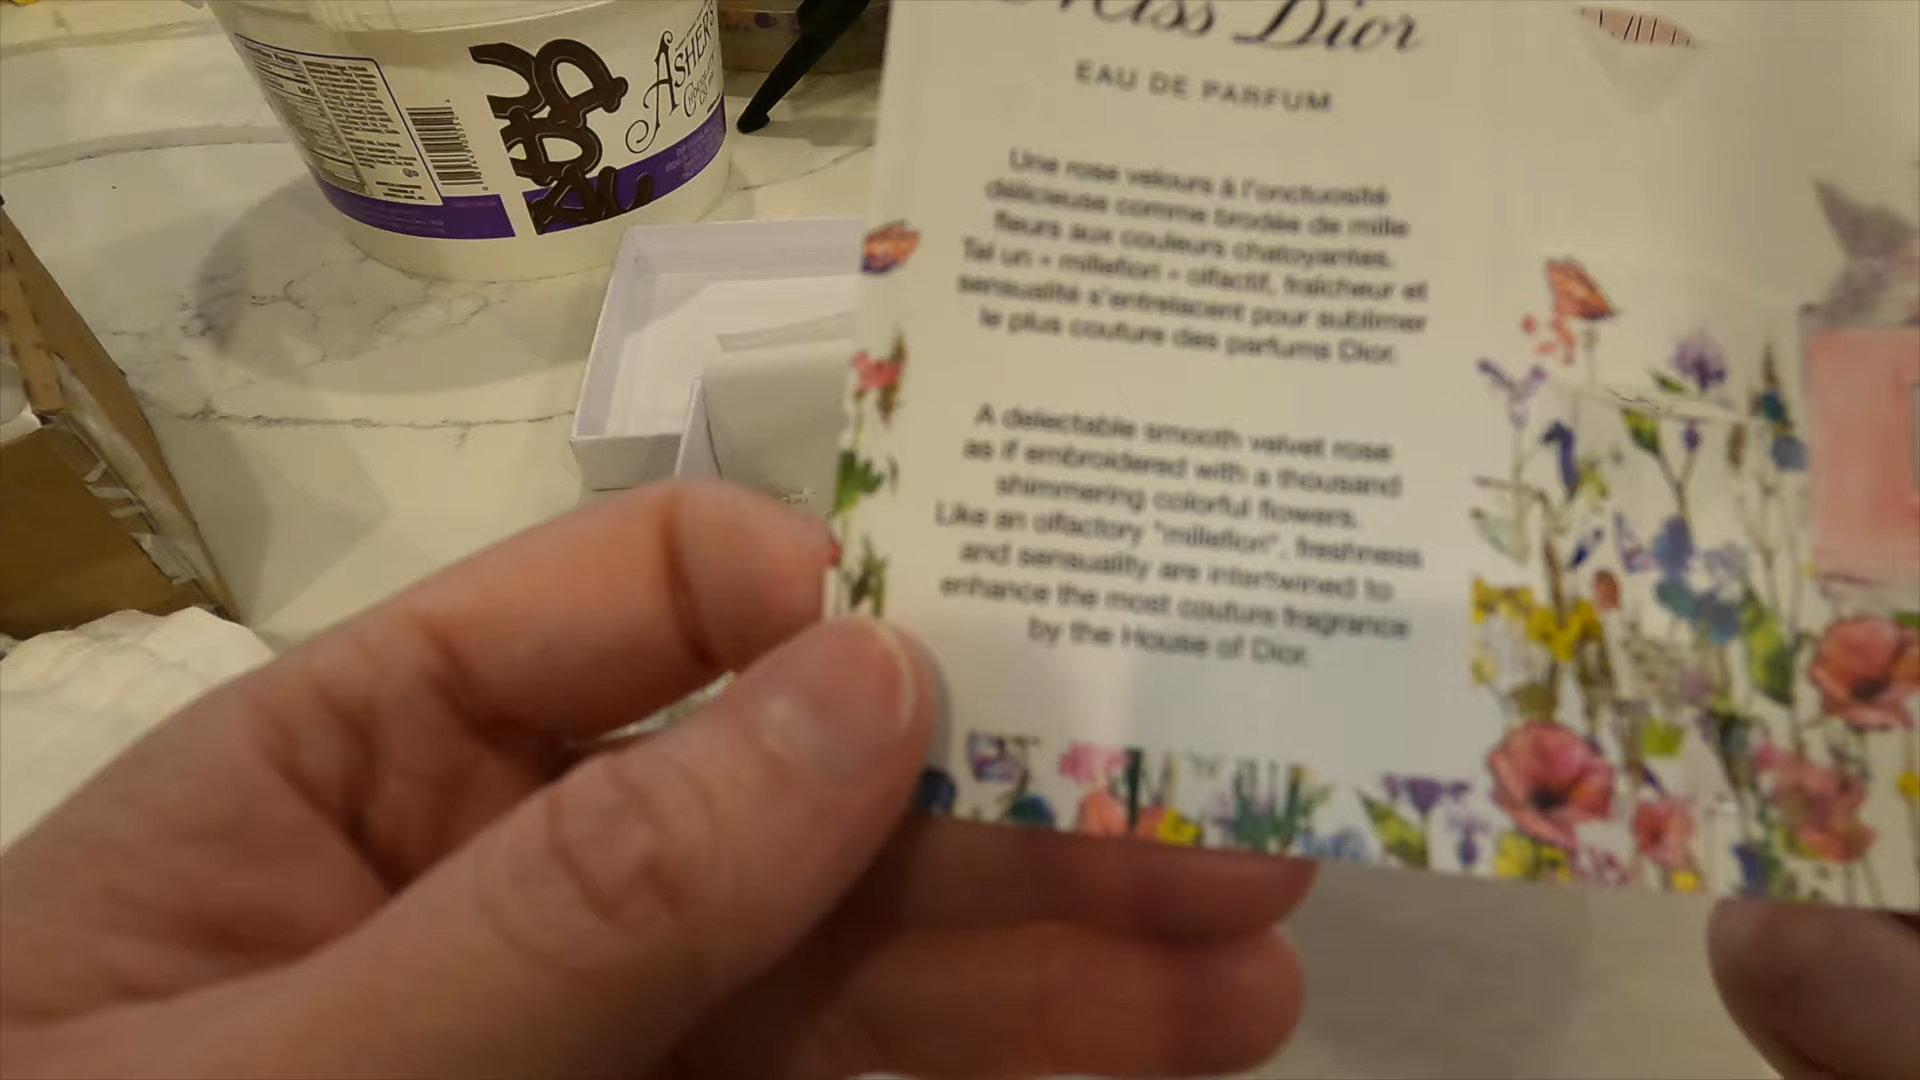 ASHER'S
CHOCOLATE
Miss Dior
EAU DE PARFUM
Une rose velours à l'onctuosité
délicieuse comme brodée de mille
fleurs aux couleurs chatoyantes.
Tel un « millefiori » olfactif, fraîcheur et
sensualité s'entrelacent pour sublimer
le plus couture des parfums Dior.
A delectable smooth velvet rose
as if embroidered with a thousand
shimmering colorful flowers.
Like an olfactory "millefiori", freshness
and sensuality are intertwined to
enhance the most couture fragrance
by the House of Dior.